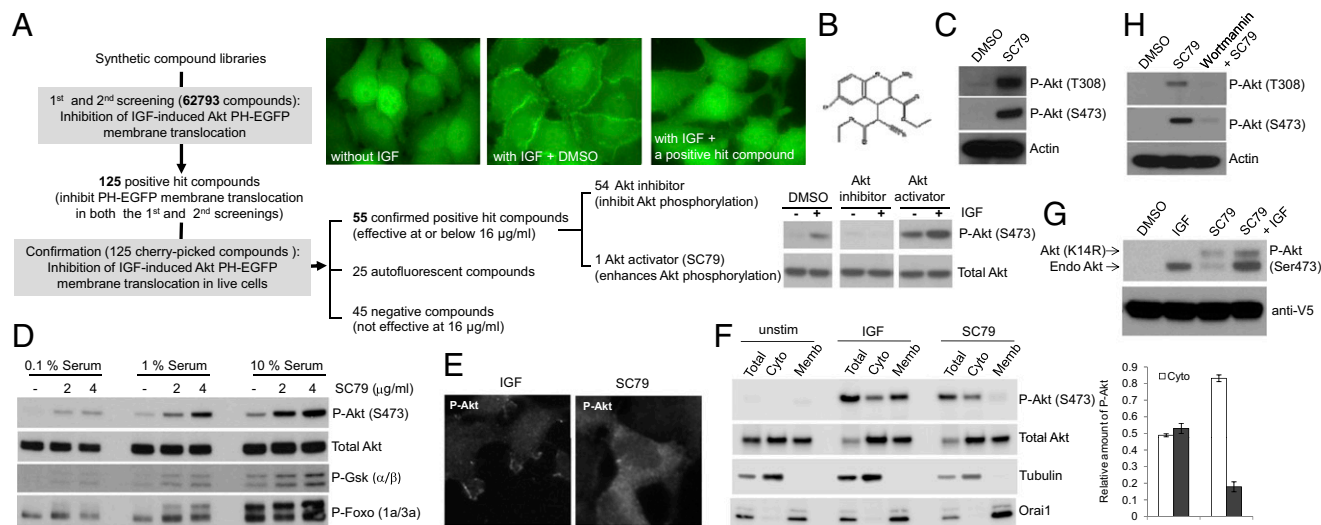 A
Synthetic compound libraries
1st and 2nd screening (62793 compounds):
Inhibition of IGF-induced Akt PH-EGFP
membrane translocation
125 positive hit compounds
(inhibit PH-EGFP membrane translocation
in both the 1st and 2nd screenings)
Confirmation (125 cherry-picked compounds ):
Inhibition of IGF-induced Akt PH-EGFP
membrane translocation in live cells
without IGF
with IGF + DMSO
with IGF +
a positive hit compound
55 confirmed positive hit compounds
(effective at or below 16 µg/ml)
25 autofluorescent compounds
45 negative compounds
(not effective at 16 µg/ml)
54 Akt inhibitor
(inhibit Akt phosphorylation)
1 Akt activator (SC79)
(enhances Akt phosphorylation)
B
DMSO
Akt
inhibitor
Akt
activator
- + - + - + IGF
P-Akt (S473)
Total Akt
C
DMSO
SC79
P-Akt (T308)
P-Akt (S473)
Actin
H
DMSO
SC79
Wortmannin
+ SC79
P-Akt (T308)
P-Akt (S473)
Actin
G
DMSO
IGF
SC79
SC79
+ IGF
Akt (K14R)
Endo Akt
P-Akt
(Ser473)
anti-V5
D
0.1 % Serum
1 % Serum
10 % Serum
- 2 4 - 2 4 - 2 4 SC79 (µg/ml)
P-Akt (S473)
Total Akt
P-Gsk (α/β)
P-Foxo (1a/3a)
E
IGF
SC79
P-Akt
P-Akt
F
unstim
IGF
SC79
Total Cyto Memb Total Cyto Memb Total Cyto Memb
P-Akt (S473)
Total Akt
Tubulin
Orai1
Relative amount of P-Akt
0.9
0.8
0.7
0.6
0.5
0.4
0.3
0.2
0.1
0
Cyto